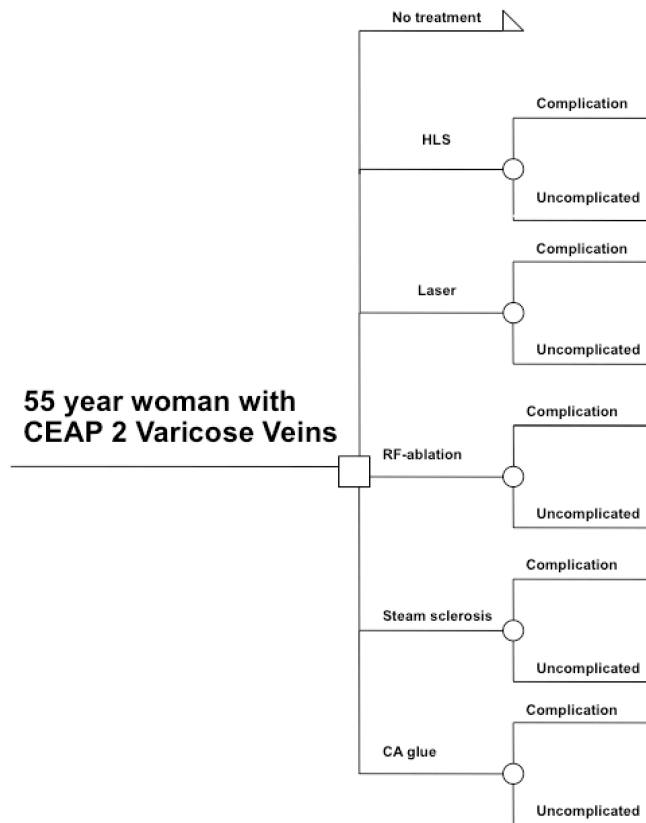 No treatment
Complication
HLS
Uncomplicated
Complication
Laser
Uncomplicated
55 year woman with
CEAP 2 Varicose Veins
Complication
RF-ablation
Uncomplicated
Complication
Steam sclerosis
Uncomplicated
Complication
CA glue
Uncomplicated